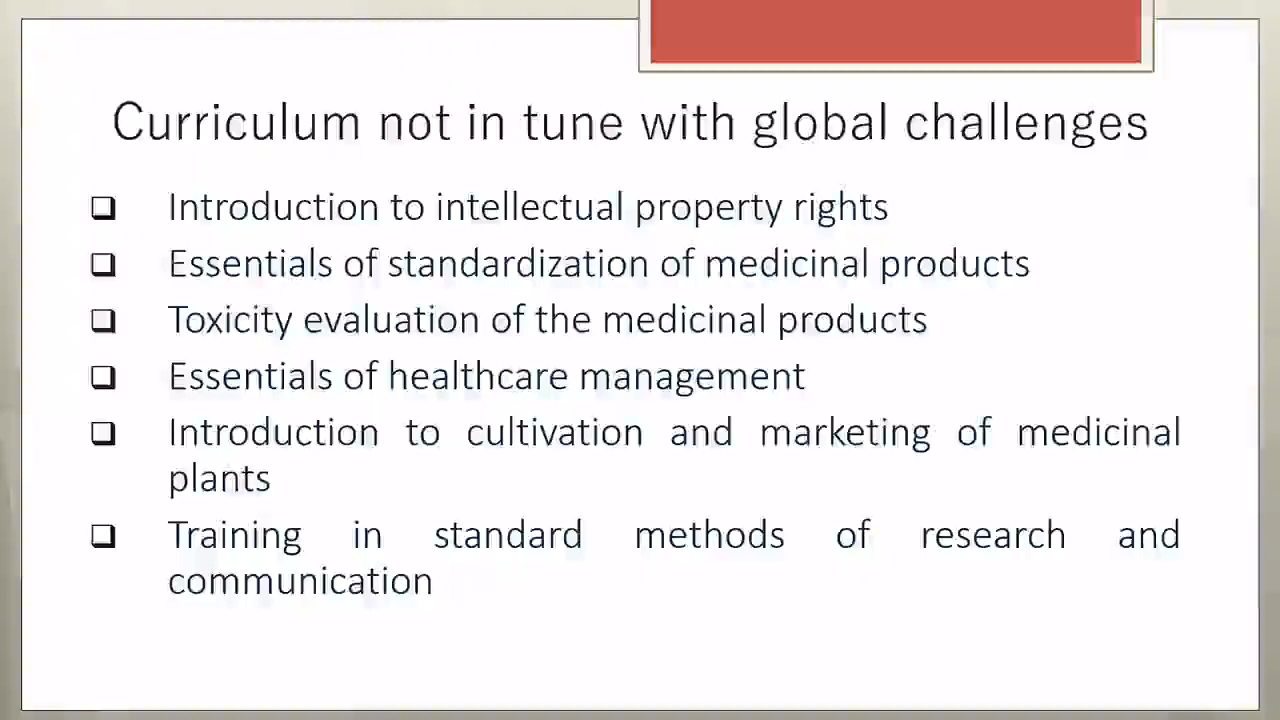 Curriculum not in tune with global challenges
Introduction to intellectual property rights
Essentials of standardization of medicinal products
Toxicity evaluation of the medicinal products
Essentials of healthcare management
Introduction to cultivation and marketing of medicinal
plants
Training in standard methods of research and
communication